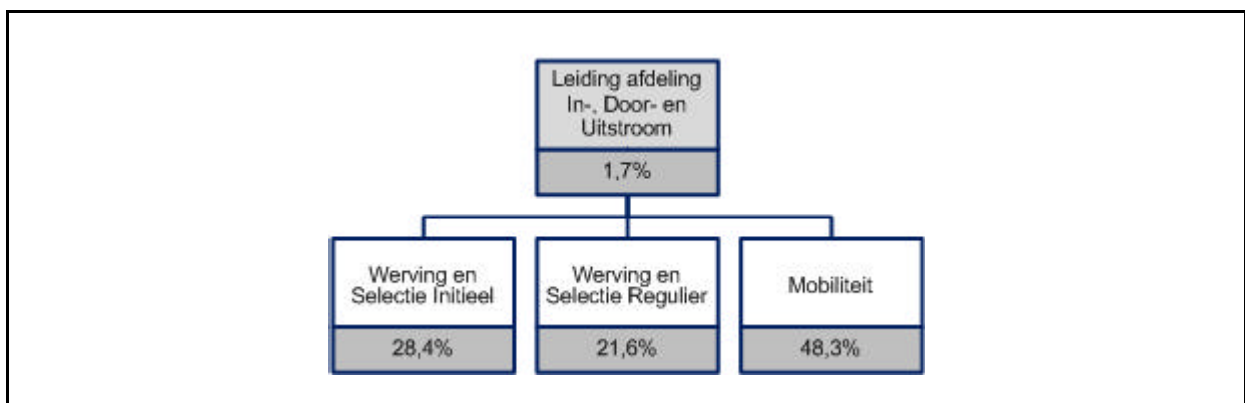 Leiding afdeling
In-, Door- en
Uitstroom
1,7%
Werving en
Selectie Initieel
28,4%
Werving en
Selectie Regulier
21,6%
Mobiliteit
48,3%